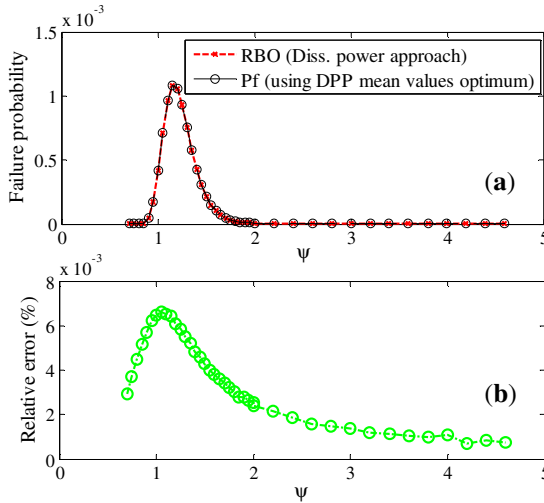 x 10⁻³
1.5
1
0.5
0
Failure probability
RBO (Diss. power approach)
Pf (using DPP mean values optimum)
(a)
0 1 2 3 4 5
ψ
x 10⁻³
8
6
4
2
0
Relative error (%)
(b)
0 1 2 3 4 5
ψ